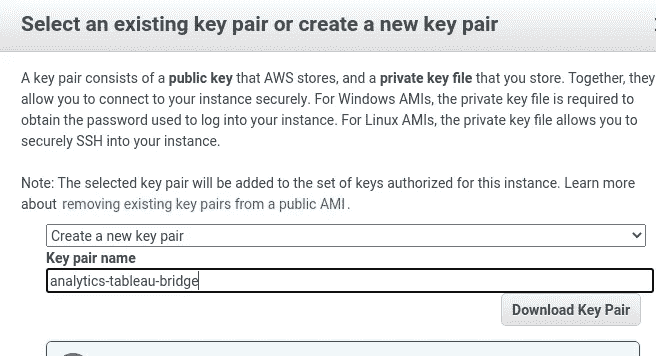 Select an existing key pair or create a new key pair
A key pair consists of a public key that AWS stores, and a private key file that you store. Together, they
allow you to connect to your instance securely. For Windows AMIs, the private key file is required to
obtain the password used to log into your instance. For Linux AMIs, the private key file allows you to
securely SSH into your instance.
Note: The selected key pair will be added to the set of keys authorized for this instance. Learn more
about removing existing key pairs from a public AMI.
Create a new key pair
Key pair name
analytics-tableau-bridge
Download Key Pair